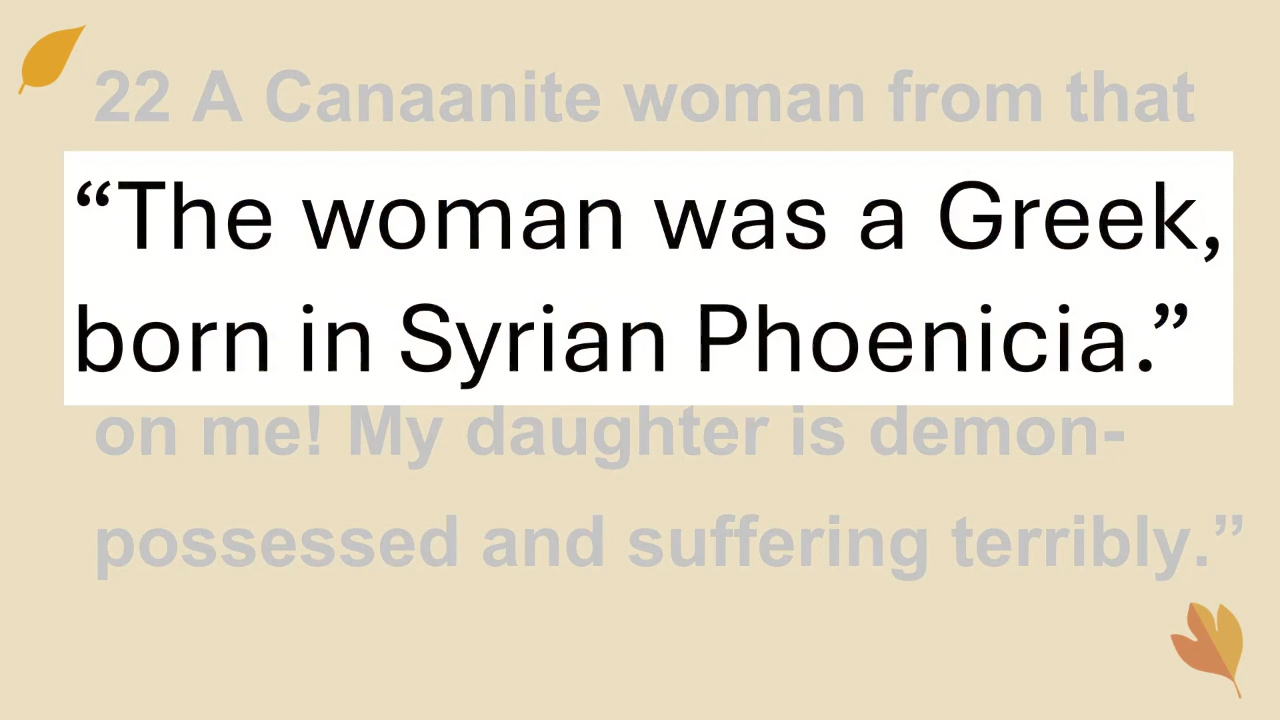 22 A Canaanite woman from that
“The woman was a Greek,
born in Syrian Phoenicia.”
on me! My daughter is demon-
possessed and suffering terribly.”